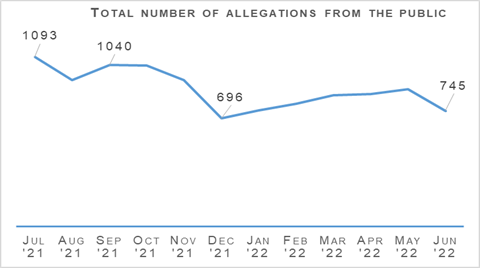 Total number of allegations from the public
1093
1040
696
745
Jul '21
Aug '21
Sep '21
Oct '21
Nov '21
Dec '21
Jan '22
Feb '22
Mar '22
Apr '22
May '22
Jun '22